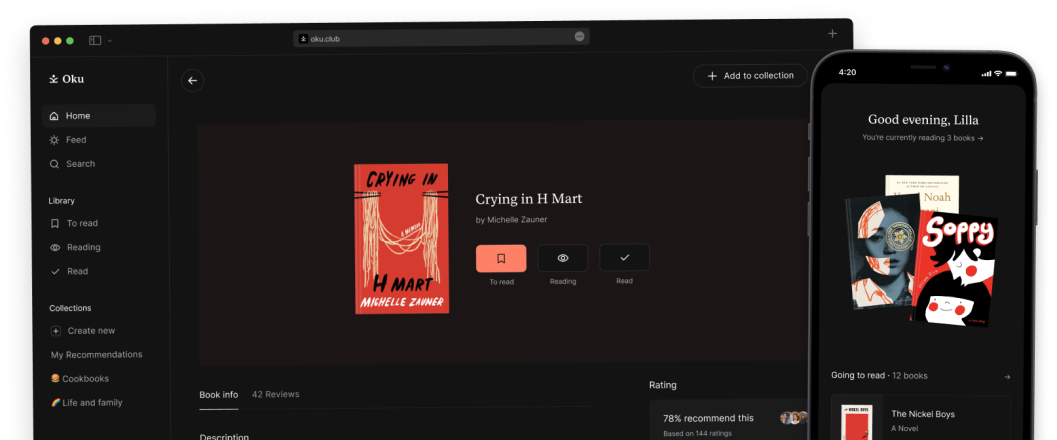 oku.club
Oku
Home
Feed
Search
Library
To read
Reading
Read
Collections
Create new
My Recommendations
Cookbooks
Life and family
Add to collection
CRYING IN
A MEMOIR
H MART
MICHELLE ZAUNER
Crying in H Mart
by Michelle Zauner
To read
Reading
Read
Book info
42 Reviews
Description
Rating
78% recommend this
Based on 144 ratings
4:20
Good evening, Lilla
You're currently reading 3 books →
Noah
Soppy
Going to read · 12 books
→
The Nickel Boys
A Novel